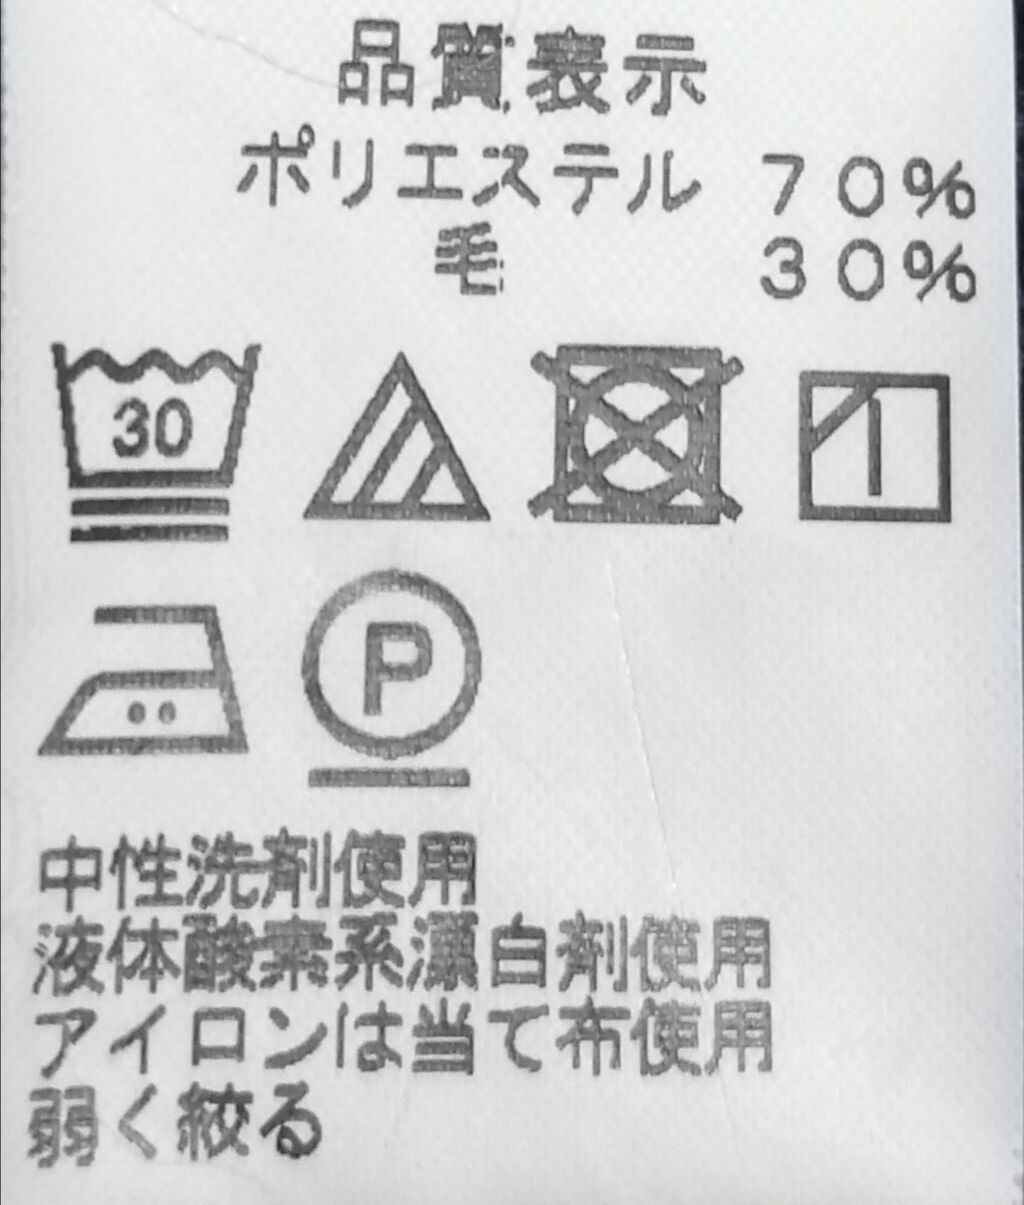 品質表示
ポリエステル 70%
毛 30%
30
P
中性洗剤使用
液体酸素系漂白剤使用
アイロンは当て布使用
弱く絞る